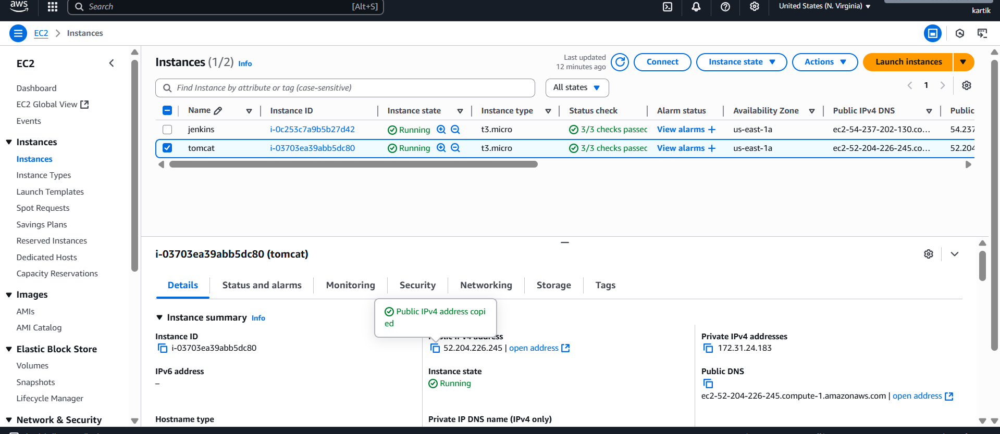 aws
Search [Alt+S]
United States (N. Virginia)
kartik
EC2 Instances
EC2
Dashboard
EC2 Global View
Events
Instances
Instances
Instance Types
Launch Templates
Spot Requests
Savings Plans
Reserved Instances
Dedicated Hosts
Capacity Reservations
Images
AMIs
AMI Catalog
Elastic Block Store
Volumes
Snapshots
Lifecycle Manager
Network & Security
Instances (1/2) Info
Last updated
12 minutes ago
Connect
Instance state
Actions
Launch instances
Find Instance by attribute or tag (case-sensitive)
All states
1
Name Instance ID Instance state Instance type Status check Alarm status Availability Zone Public IPv4 DNS Public
jenkins i-0c253c7a9b5b27d42 Running t3.micro 3/3 checks passec View alarms + us-east-1a ec2-54-237-202-130.co... 54.237
tomcat i-03703ea39abb5dc80 Running t3.micro 3/3 checks passec View alarms + us-east-1a ec2-52-204-226-245.co... 52.204
i-03703ea39abb5dc80 (tomcat)
Details Status and alarms Monitoring Security Networking Storage Tags
Public IPv4 address copi
ed
Instance summary Info
Instance ID
i-03703ea39abb5dc80
Public IPv4 address
52.204.226.245 | open address
Private IPv4 addresses
172.31.24.183
IPv6 address
–
Instance state
Running
Public DNS
ec2-52-204-226-245.compute-1.amazonaws.com | open address
Hostname type
Private IP DNS name (IPv4 only)